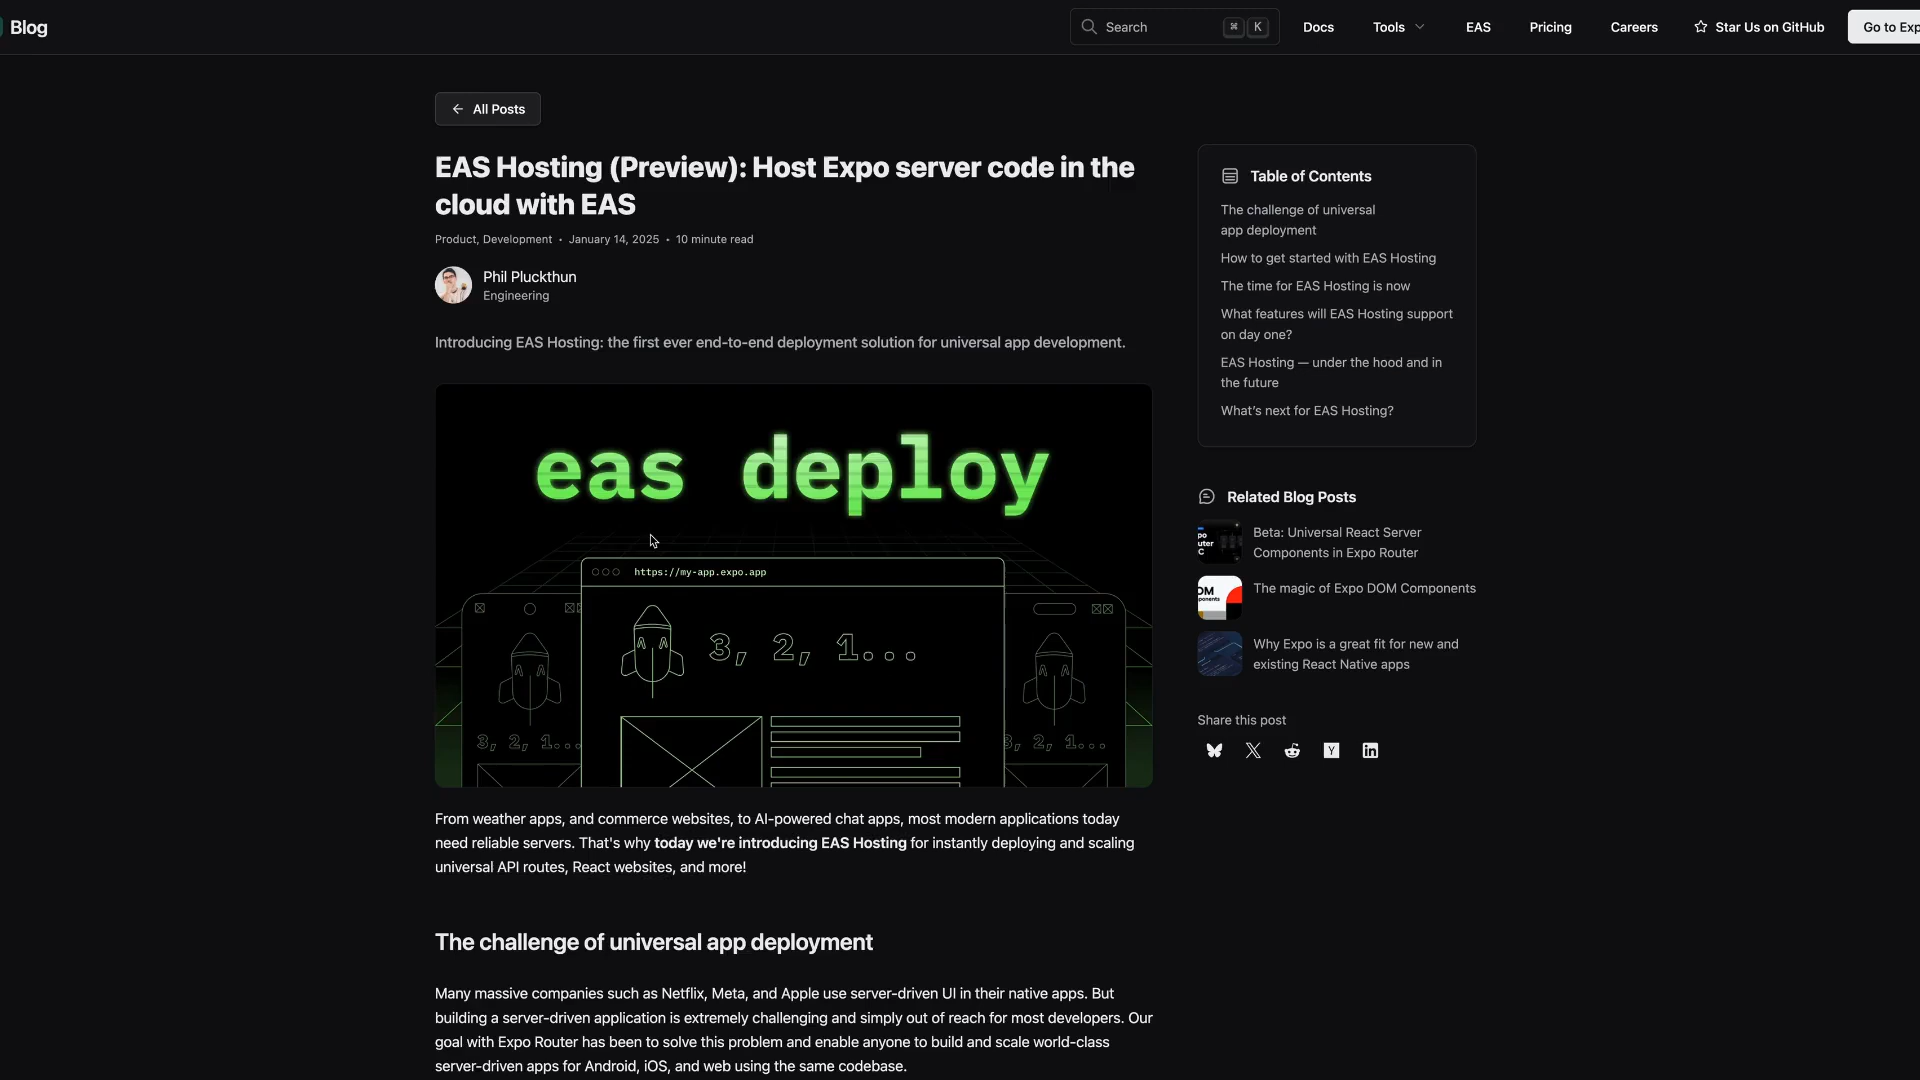 Blog
Search
⌘ K
Docs
Tools
EAS
Pricing
Careers
Star Us on GitHub
Go to Exp
All Posts
EAS Hosting (Preview): Host Expo server code in the
cloud with EAS
Product, Development • January 14, 2025 • 10 minute read
Phil Pluckthun
Engineering
Introducing EAS Hosting: the first ever end-to-end deployment solution for universal app development.
eas deploy
https://my-app.expo.app
3, 2, 1...
3, 2, 1...
3, 2, 1...
From weather apps, and commerce websites, to AI-powered chat apps, most modern applications today
need reliable servers. That's why today we're introducing EAS Hosting for instantly deploying and scaling
universal API routes, React websites, and more!
The challenge of universal app deployment
Many massive companies such as Netflix, Meta, and Apple use server-driven UI in their native apps. But
building a server-driven application is extremely challenging and simply out of reach for most developers. Our
goal with Expo Router has been to solve this problem and enable anyone to build and scale world-class
server-driven apps for Android, iOS, and web using the same codebase.
Table of Contents
The challenge of universal
app deployment
How to get started with EAS Hosting
The time for EAS Hosting is now
What features will EAS Hosting support
on day one?
EAS Hosting — under the hood and in
the future
What's next for EAS Hosting?
Related Blog Posts
Beta: Universal React Server
Components in Expo Router
The magic of Expo DOM Components
Why Expo is a great fit for new and
existing React Native apps
Share this post